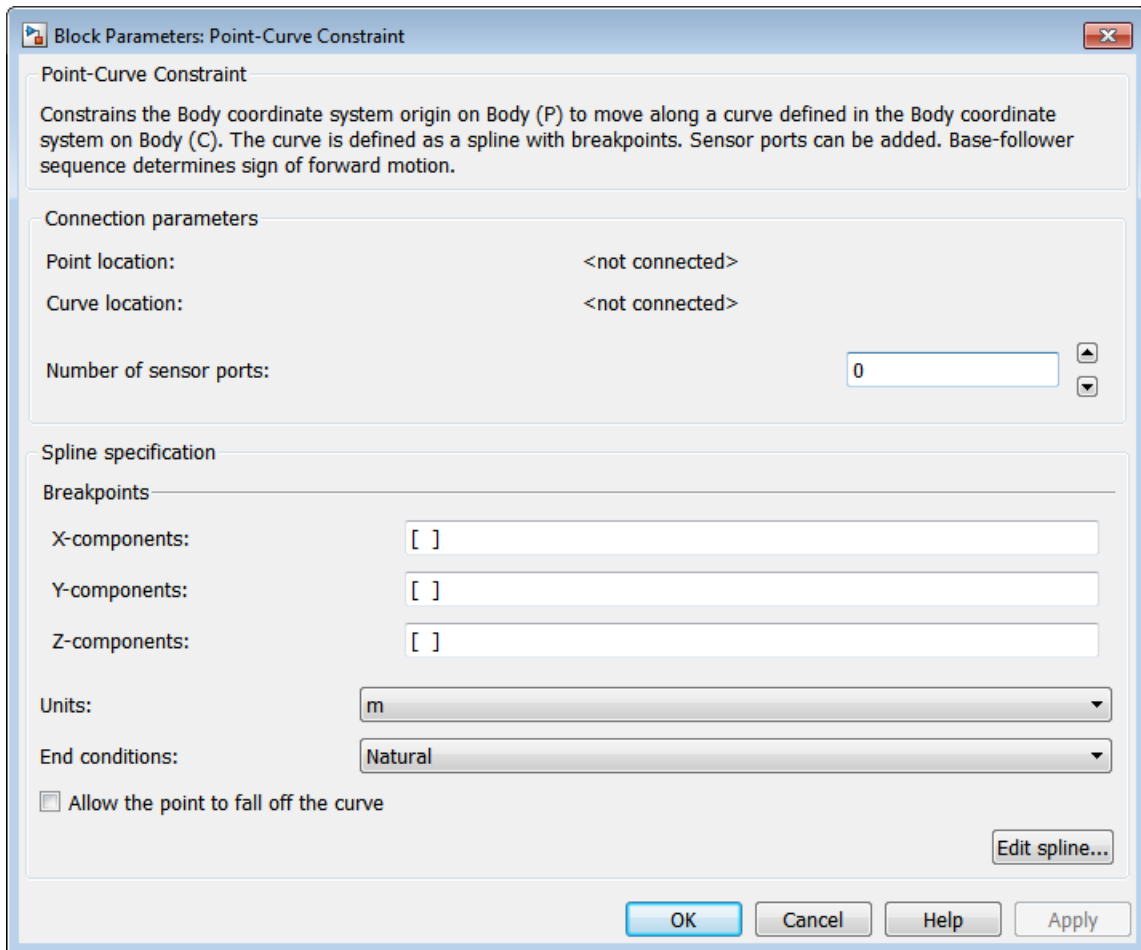 Block Parameters: Point-Curve Constraint
Point-Curve Constraint
Constrains the Body coordinate system origin on Body (P) to move along a curve defined in the Body coordinate
system on Body (C). The curve is defined as a spline with breakpoints. Sensor ports can be added. Base-follower
sequence determines sign of forward motion.
Connection parameters
Point location: <not connected>
Curve location: <not connected>
Number of sensor ports: 0
Spline specification
Breakpoints
X-components: [ ]
Y-components: [ ]
Z-components: [ ]
Units: m
End conditions: Natural
Allow the point to fall off the curve
Edit spline...
OK Cancel Help Apply